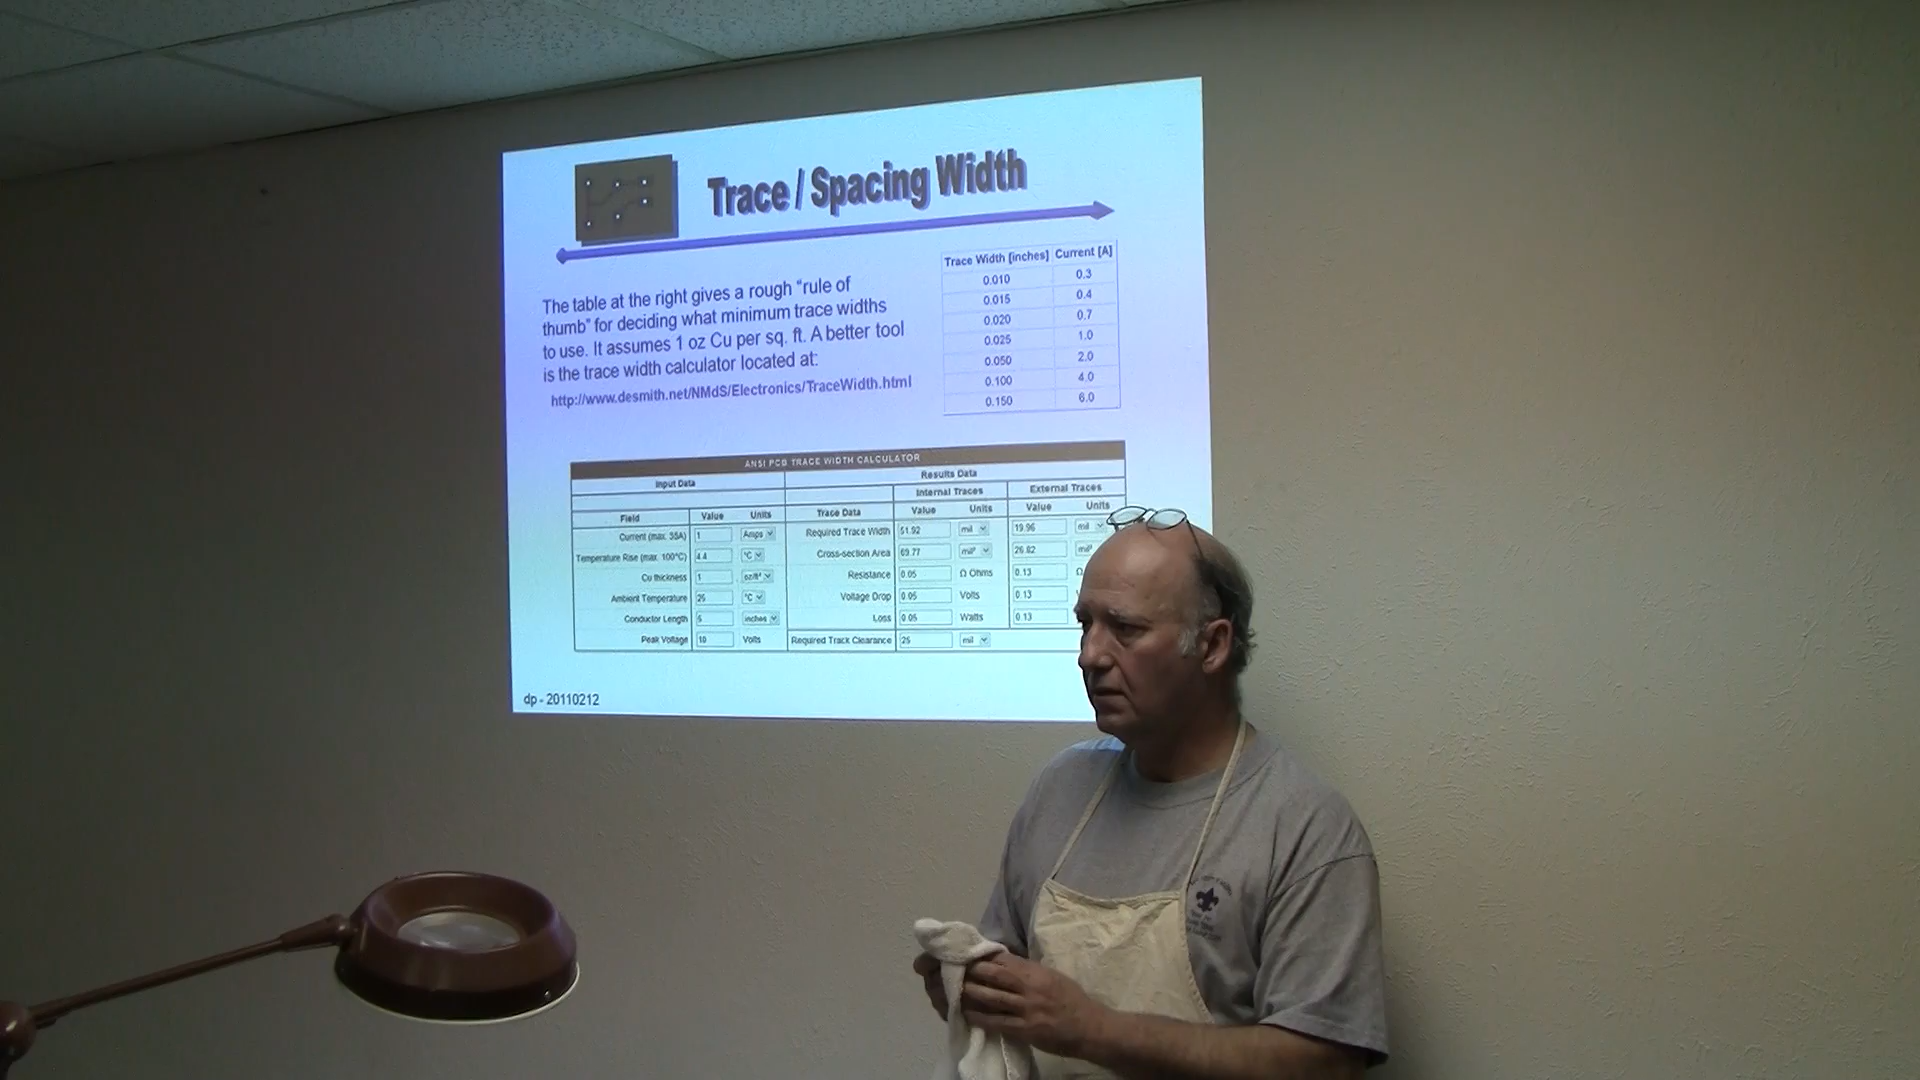 Trace / Spacing Width
The table at the right gives a rough "rule of
thumb" for deciding what minimum trace widths
to use. It assumes 1 oz Cu per sq. ft. A better tool
is the trace width calculator located at:
http://www.desmith.net/NMdS/Electronics/TraceWidth.html
Trace Width [inches] Current [A]
0.010 0.3
0.015 0.4
0.020 0.7
0.025 1.0
0.050 2.0
0.100 4.0
0.150 6.0
ANSI PCB TRACE WIDTH CALCULATOR
Input Data Results Data
Internal Traces External Traces
Field Value Units Trace Data Value Units Value Units
Current (max. 35A) 1 Amps Required Trace Width 51.92 mil 19.96 mil
Temperature Rise (max. 100°C) 4.4 °C Cross-section Area 69.77 mil² 26.82 mil²
Cu thickness 1 oz/ft² Resistance 0.05 Ω Ohms 0.13 Ω
Ambient Temperature 25 °C Voltage Drop 0.05 Volts 0.13
Conductor Length 5 inches Loss 0.05 Watts 0.13
Peak Voltage 10 Volts Required Track Clearance 25 mil
dp - 20110212